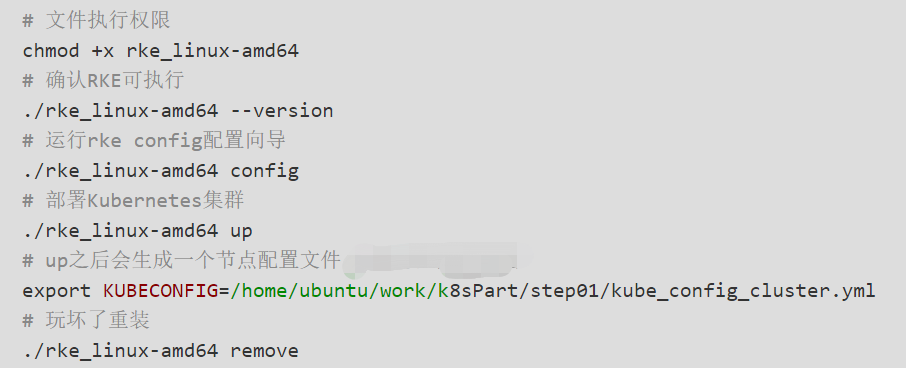 # 文件执行权限
chmod +x rke_linux-amd64
# 确认RKE可执行
./rke_linux-amd64 --version
# 运行rke config配置向导
./rke_linux-amd64 config
# 部署Kubernetes集群
./rke_linux-amd64 up
# up之后会生成一个节点配置文件
export KUBECONFIG=/home/ubuntu/work/k8sPart/step01/kube_config_cluster.yml
# 玩坏了重装
./rke_linux-amd64 remove